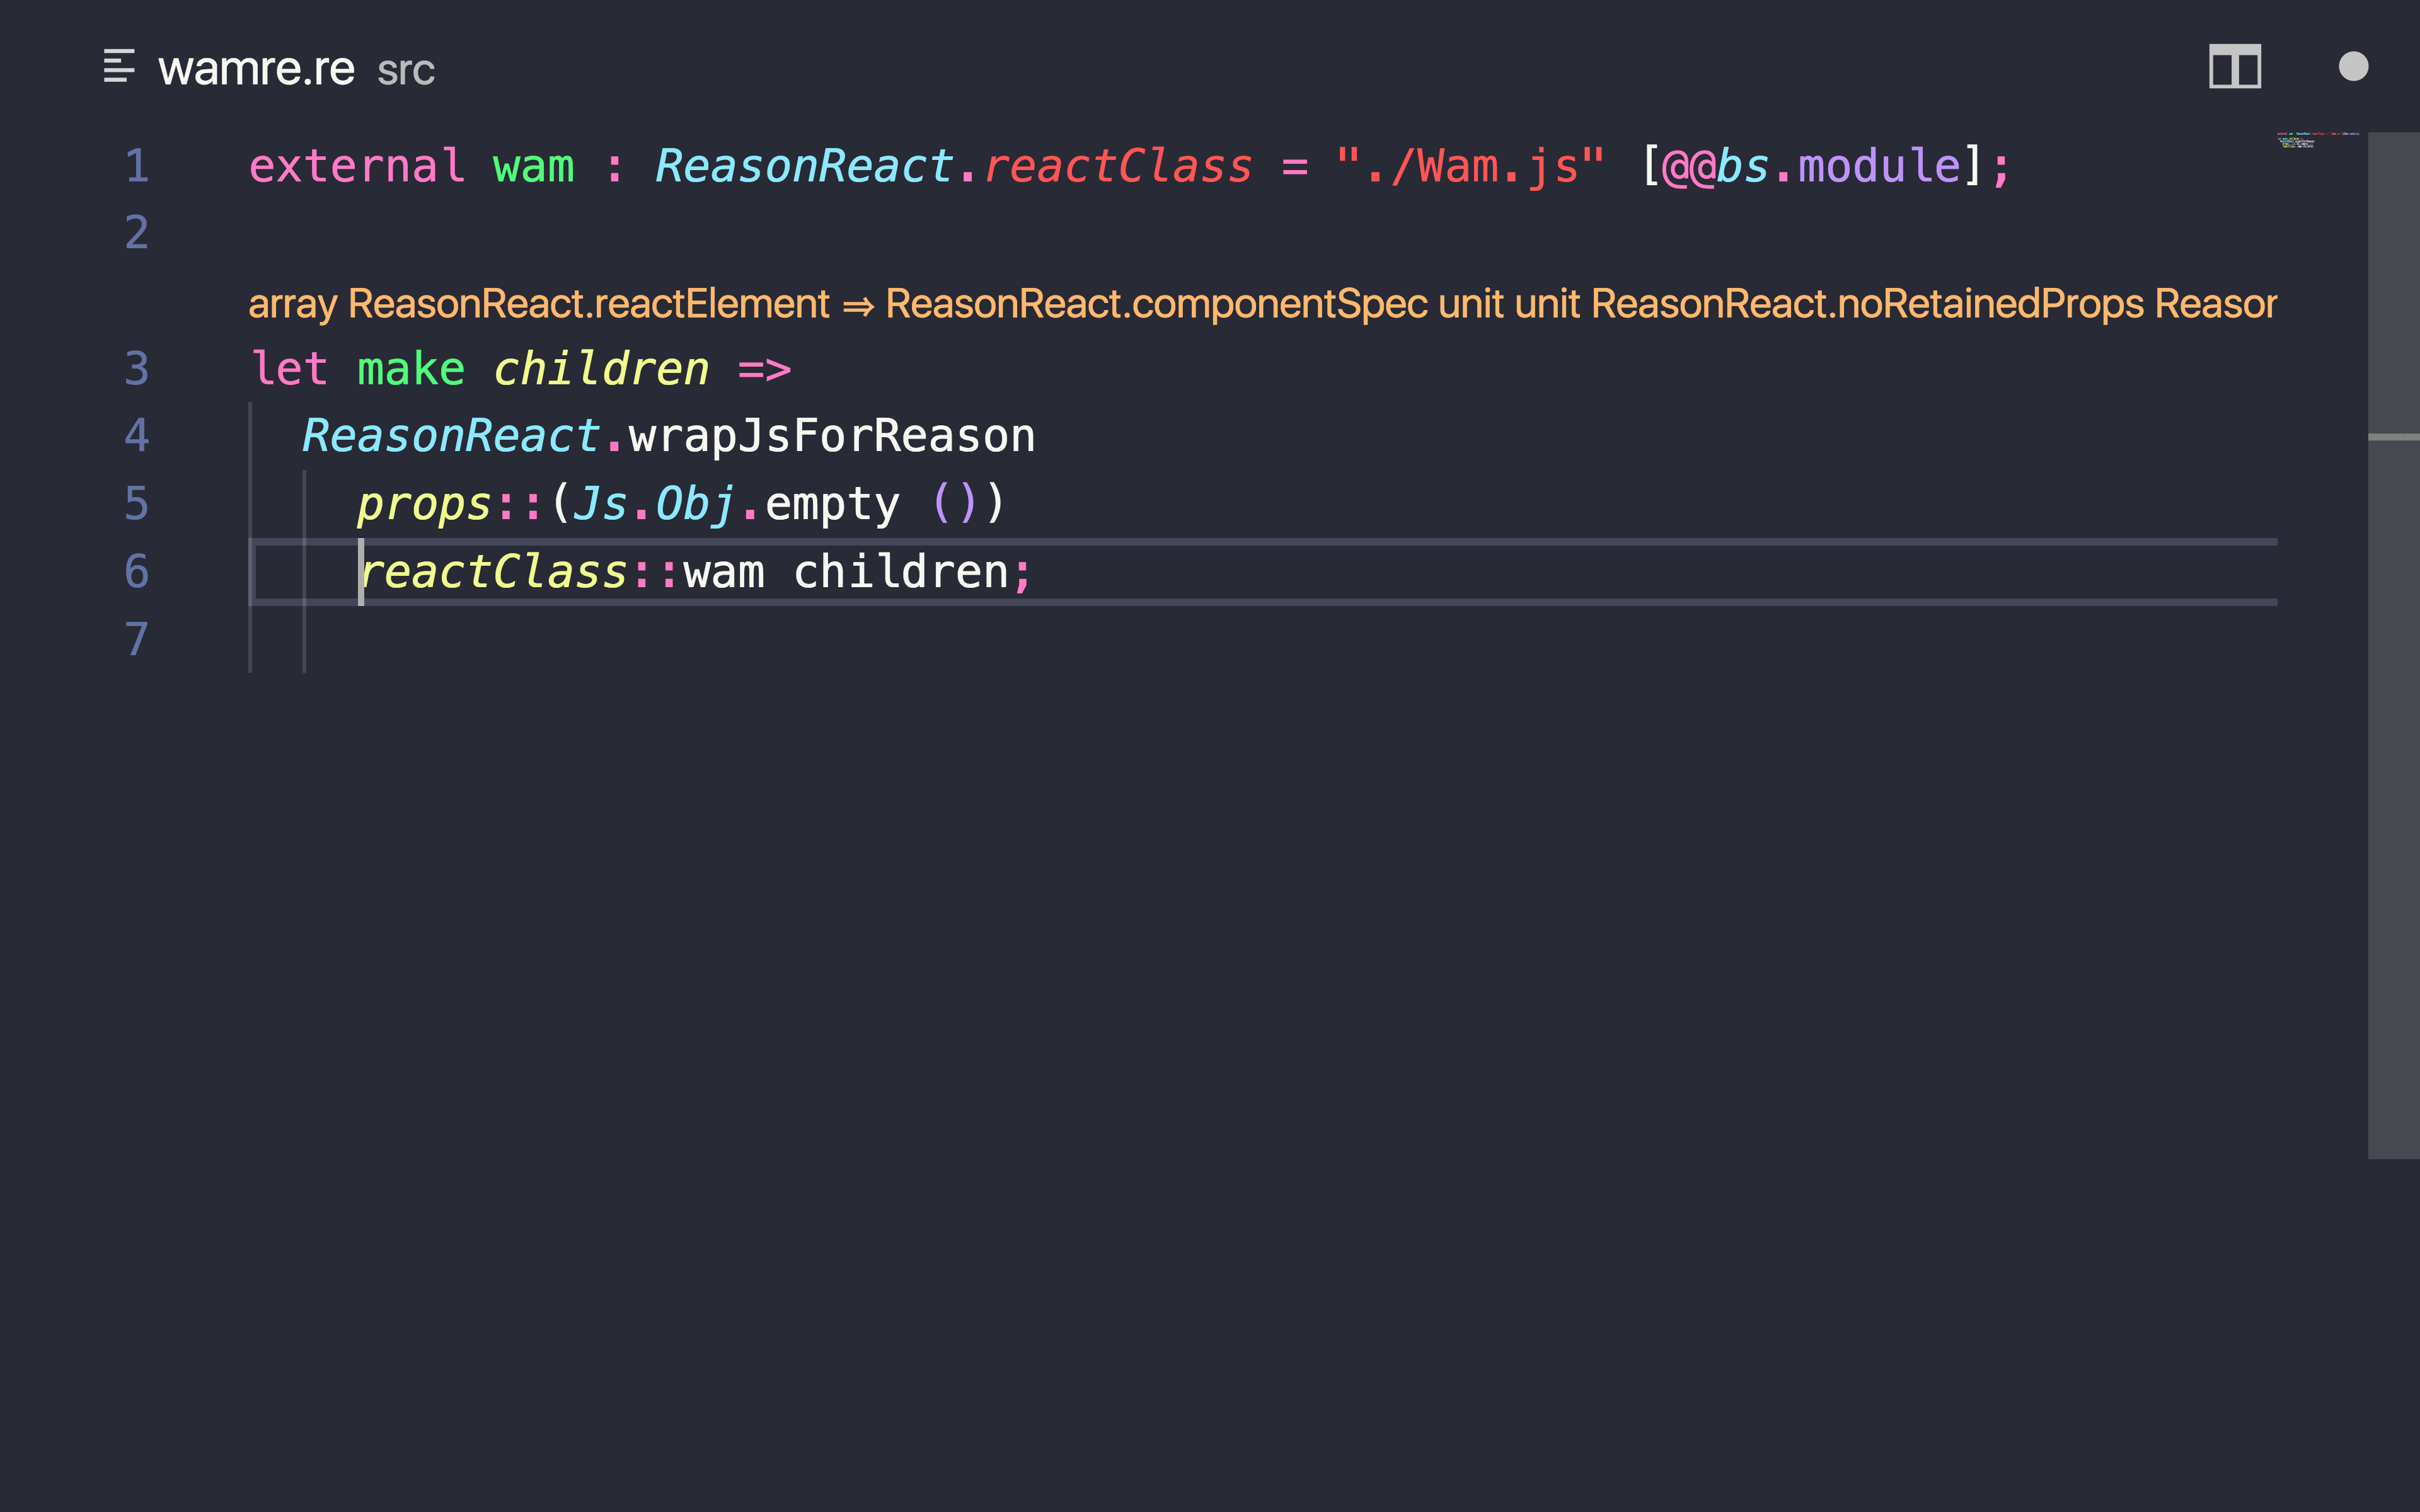 wamre.re src
1 external wam : ReasonReact.reactClass = "./Wam.js" [@@bs.module];
2
array ReasonReact.reactElement ⇒ ReasonReact.componentSpec unit unit ReasonReact.noRetainedProps Reasor
3 let make children =>
4 ReasonReact.wrapJsForReason
5 props::(Js.Obj.empty ())
6 reactClass::wam children;
7